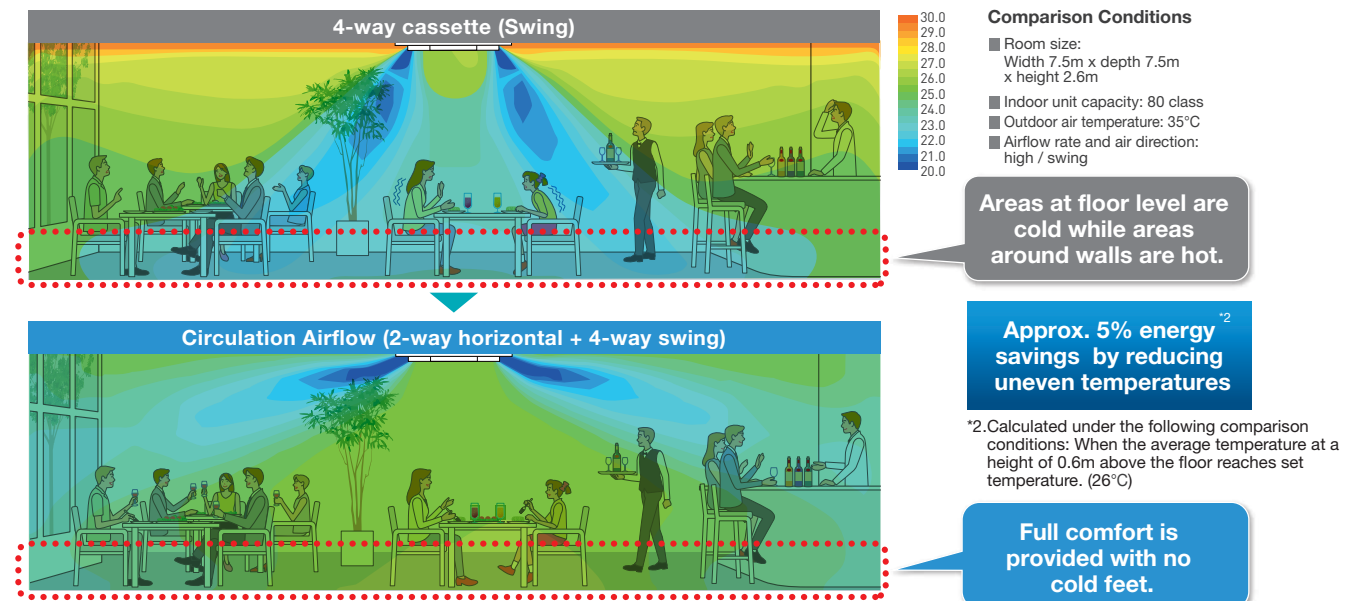 4-way cassette (Swing)
30.0
29.0
28.0
27.0
26.0
25.0
24.0
23.0
22.0
21.0
20.0
Comparison Conditions
Room size:
Width 7.5m x depth 7.5m
x height 2.6m
Indoor unit capacity: 80 class
Outdoor air temperature: 35°C
Airflow rate and air direction:
high / swing
Areas at floor level are
cold while areas
around walls are hot.
Circulation Airflow (2-way horizontal + 4-way swing)
Approx. 5% energy *2
savings by reducing
uneven temperatures
*2.Calculated under the following comparison
conditions: When the average temperature at a
height of 0.6m above the floor reaches set
temperature. (26°C)
Full comfort is
provided with no
cold feet.